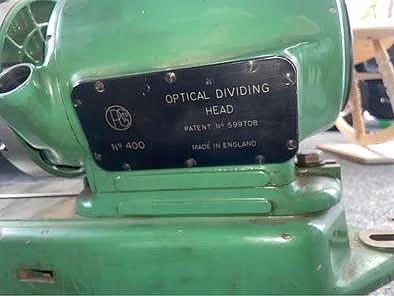 OPTICAL DIVIDING
HEAD
PATENT Nº 599708
Nº 400
MADE IN ENGLAND